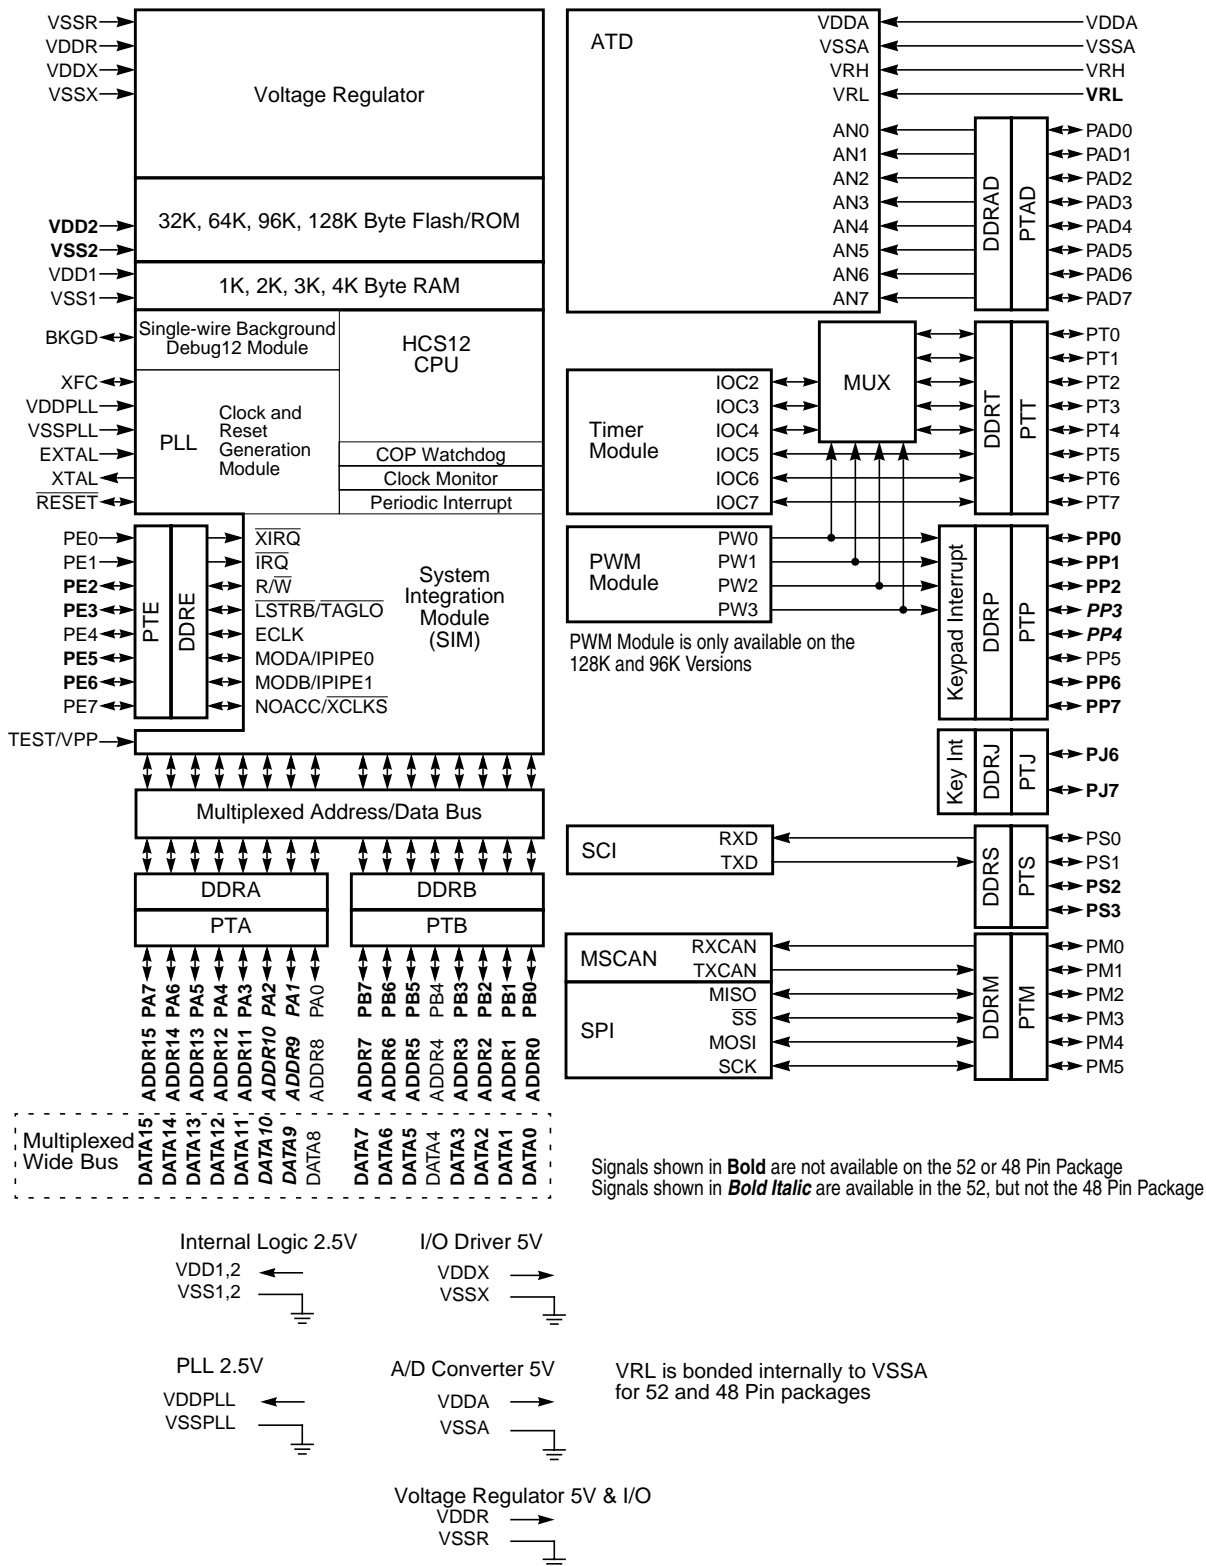 VSSR
VDDR
VDDX
VSSX
Voltage Regulator
VDD2
VSS2
32K, 64K, 96K, 128K Byte Flash/ROM
VDD1
VSS1
1K, 2K, 3K, 4K Byte RAM
BKGD
Single-wire Background
Debug12 Module
HCS12
CPU
XFC
VDDPLL
VSSPLL
EXTAL
XTAL
RESET
PLL
Clock and
Reset
Generation
Module
COP Watchdog
Clock Monitor
Periodic Interrupt
PE0
PE1
PE2
PE3
PE4
PE5
PE6
PE7
PTE
DDRE
XIRQ
IRQ
R/W
LSTRB/TAGLO
ECLK
MODA/IPIPE0
MODB/IPIPE1
NOACC/XCLKS
System
Integration
Module
(SIM)
TEST/VPP
Multiplexed Address/Data Bus
DDRA
DDRB
PTA
PTB
PA7
PA6
PA5
PA4
PA3
PA2
PA1
PA0
PB7
PB6
PB5
PB4
PB3
PB2
PB1
PB0
ADDR15
ADDR14
ADDR13
ADDR12
ADDR11
ADDR10
ADDR9
ADDR8
ADDR7
ADDR6
ADDR5
ADDR4
ADDR3
ADDR2
ADDR1
ADDR0
Multiplexed
Wide Bus
DATA15
DATA14
DATA13
DATA12
DATA11
DATA10
DATA9
DATA8
DATA7
DATA6
DATA5
DATA4
DATA3
DATA2
DATA1
DATA0
ATD
VDDA
VSSA
VRH
VRL
AN0
AN1
AN2
AN3
AN4
AN5
AN6
AN7
DDRAD
PTAD
VDDA
VSSA
VRH
VRL
PAD0
PAD1
PAD2
PAD3
PAD4
PAD5
PAD6
PAD7
Timer
Module
IOC2
IOC3
IOC4
IOC5
IOC6
IOC7
MUX
DDRT
PTT
PT0
PT1
PT2
PT3
PT4
PT5
PT6
PT7
PWM
Module
PW0
PW1
PW2
PW3
PWM Module is only available on the
128K and 96K Versions
Keypad Interrupt
DDRP
PTP
PP0
PP1
PP2
PP3
PP4
PP5
PP6
PP7
Key Int
DDRJ
PTJ
PJ6
PJ7
SCI
RXD
TXD
DDRS
PTS
PS0
PS1
PS2
PS3
MSCAN
RXCAN
TXCAN
SPI
MISO
SS
MOSI
SCK
DDRM
PTM
PM0
PM1
PM2
PM3
PM4
PM5
Signals shown in Bold are not available on the 52 or 48 Pin Package
Signals shown in Bold Italic are available in the 52, but not the 48 Pin Package
Internal Logic 2.5V
VDD1,2
VSS1,2
I/O Driver 5V
VDDX
VSSX
PLL 2.5V
VDDPLL
VSSPLL
A/D Converter 5V
VDDA
VSSA
VRL is bonded internally to VSSA
for 52 and 48 Pin packages
Voltage Regulator 5V & I/O
VDDR
VSSR